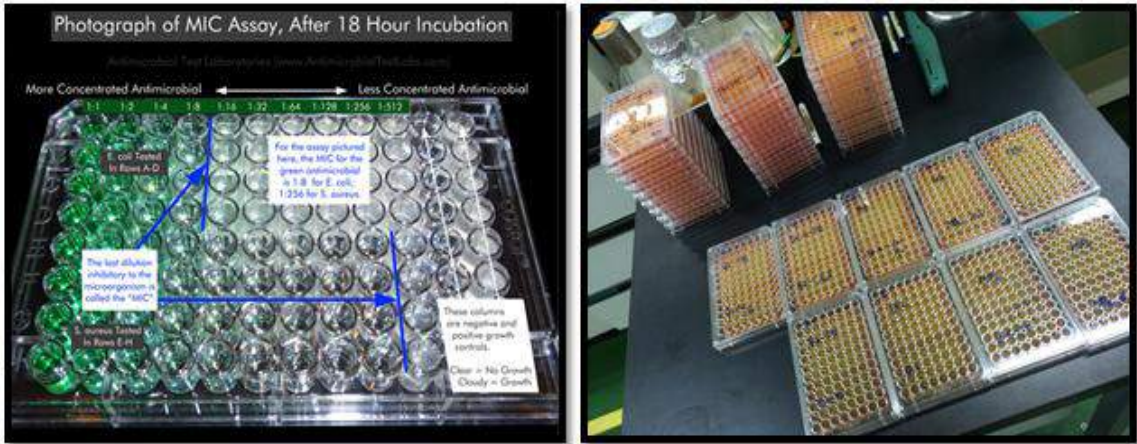 Photograph of MIC Assay, After 18 Hour Incubation
Antimicrobial Test Laboratories (www.AntimicrobialTestLabs.com)
More Concentrated Antimicrobial
Less Concentrated Antimicrobial
1:1 1:2 1:4 1:8 1:16 1:32 1:64 1:128 1:256 1:512
E. coli Tested
In Rows A-D
For the assay pictured
here, the MIC for the
green antimicrobial
is 1:8 for E. coli;
1:256 for S. aureus.
The last dilution
inhibitory to the
microorganism is
called the "MIC"
S. aureus Tested
In Rows E-H
These columns
are negative and
positive growth
controls.
Clear = No Growth
Cloudy = Growth